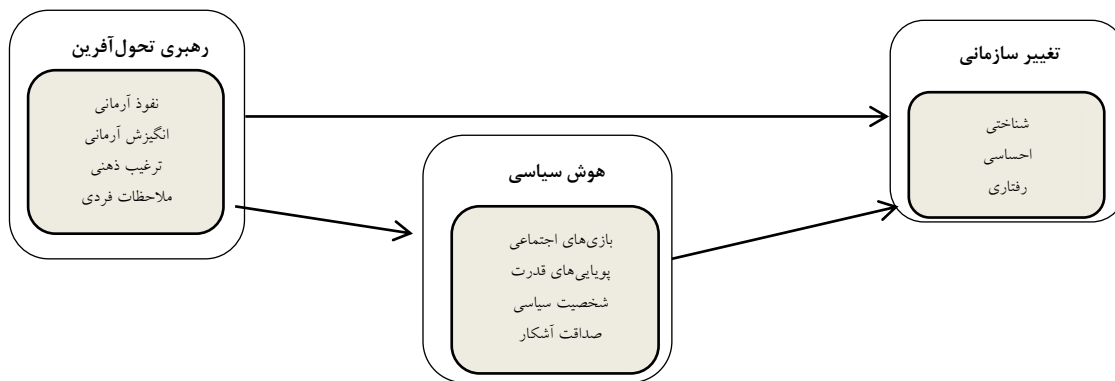 تغییر سازمانی
شناختی
احساسی
رفتاری
هوش سیاسی
بازی‌های اجتماعی
پویایی‌های قدرت
شخصیت سیاسی
صداقت آشکار
رهبری تحول‌آفرین
نفوذ آرمانی
انگیزش آرمانی
ترغیب ذهنی
ملاحظات فردی